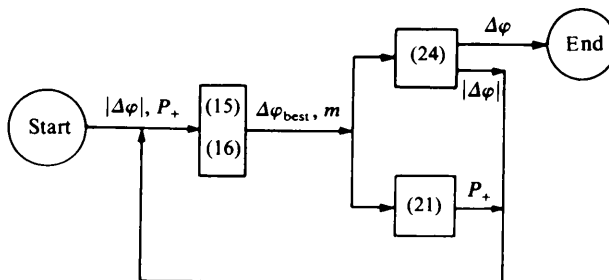 Start
|Δφ|, P₊
(15)
(16)
Δφ_best, m
(24)
Δφ
|Δφ|
End
(21)
P₊